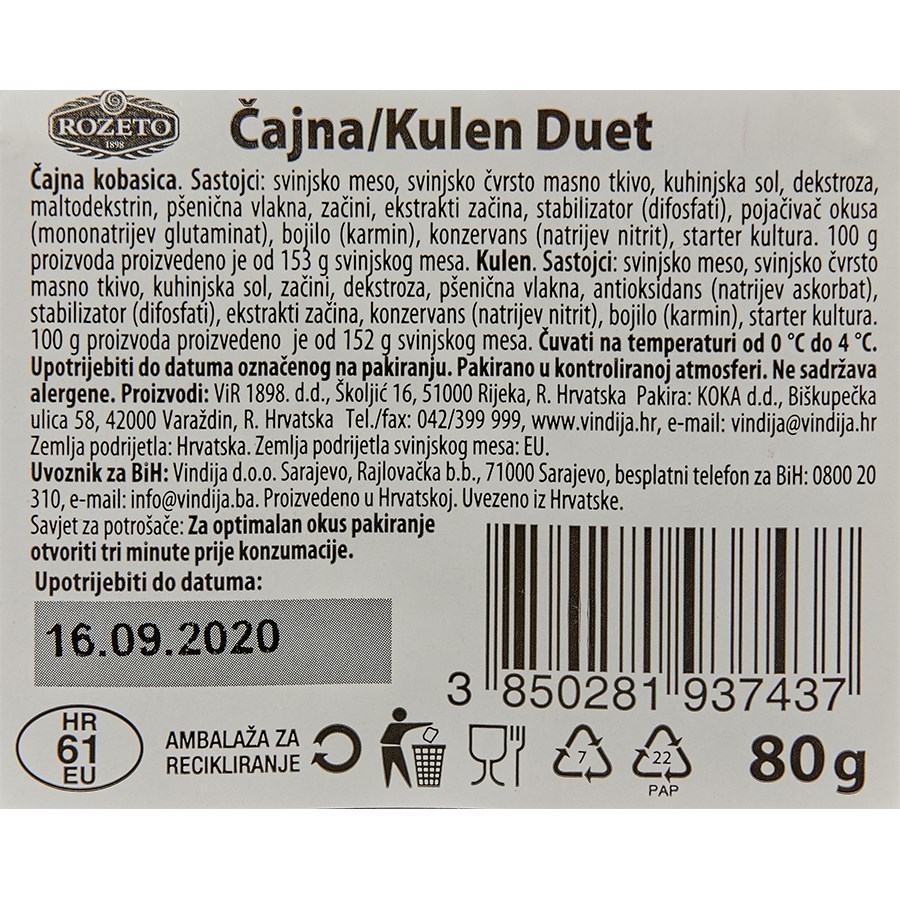 ROZETO
1898
Čajna/Kulen Duet
Čajna kobasica. Sastojci: svinjsko meso, svinjsko čvrsto masno tkivo, kuhinjska sol, dekstroza,
maltodekstrin, pšenična vlakna, začini, ekstrakti začina, stabilizator (difosfati), pojačivač okusa
(mononatrijev glutaminat), bojilo (karmin), konzervans (natrijev nitrit), starter kultura. 100 g
proizvoda proizvedeno je od 153 g svinjskog mesa. Kulen. Sastojci: svinjsko meso, svinjsko čvrsto
masno tkivo, kuhinjska sol, začini, dekstroza, pšenična vlakna, antioksidans (natrijev askorbat),
stabilizator (difosfati), ekstrakti začina, konzervans (natrijev nitrit), bojilo (karmin), starter kultura.
100 g proizvoda proizvedeno je od 152 g svinjskog mesa. Čuvati na temperaturi od 0 °C do 4 °C.
Upotrijebiti do datuma označenog na pakiranju. Pakirano u kontroliranoj atmosferi. Ne sadržava
alergene. Proizvodi: ViR 1898. d.d., Školjić 16, 51000 Rijeka, R. Hrvatska Pakira: KOKA d.d., Biškupečka
ulica 58, 42000 Varaždin, R. Hrvatska Tel./fax: 042/399 999, www.vindija.hr, e-mail: vindija@vindija.hr
Zemlja podrijetla: Hrvatska. Zemlja podrijetla svinjskog mesa: EU.
Uvoznik za BiH: Vindija d.o.o. Sarajevo, Rajlovačka b.b., 71000 Sarajevo, besplatni telefon za BiH: 0800 20
310, e-mail: info@vindija.ba. Proizvedeno u Hrvatskoj. Uvezeno iz Hrvatske.
Savjet za potrošače: Za optimalan okus pakiranje
otvoriti tri minute prije konzumacije.
Upotrijebiti do datuma:
16.09.2020
3 850281 937437
HR
61
EU
AMBALAŽA ZA
RECIKLIRANJE
7
22
PAP
80 g